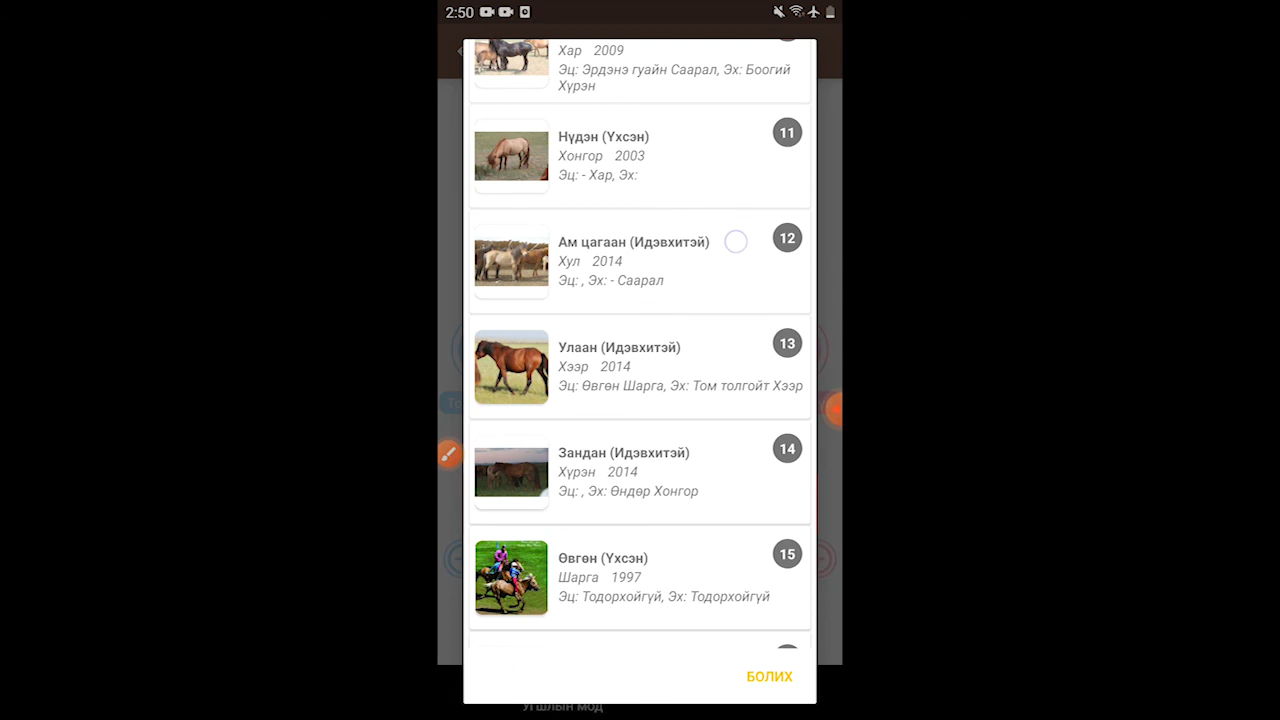 2:50
Хар 2009
Эц: Эрдэнэ гуайн Саарал, Эх: Боогий
Хүрэн
Нүдэн (Үхсэн)
11
Хонгор 2003
Эц: - Хар, Эх:
Ам цагаан (Идэвхитэй)
12
Хул 2014
Эц: , Эх: - Саарал
Улаан (Идэвхитэй)
13
Хээр 2014
Эц: Өвгөн Шарга, Эх: Том толгойт Хээр
Зандан (Идэвхитэй)
14
Хүрэн 2014
Эц: , Эх: Өндөр Хонгор
Өвгөн (Үхсэн)
15
Шарга 1997
Эц: Тодорхойгүй, Эх: Тодорхойгүй
БОЛИХ
Угшлын мод